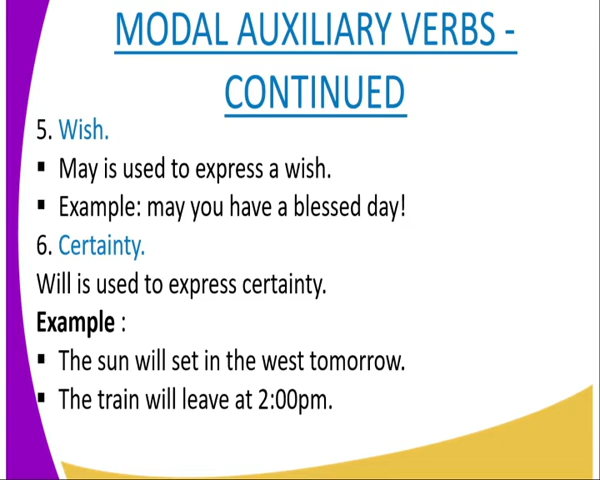 MODAL AUXILIARY VERBS -
CONTINUED
5. Wish.
▪ May is used to express a wish.
▪ Example: may you have a blessed day!
6. Certainty.
Will is used to express certainty.
Example :
▪ The sun will set in the west tomorrow.
▪ The train will leave at 2:00pm.